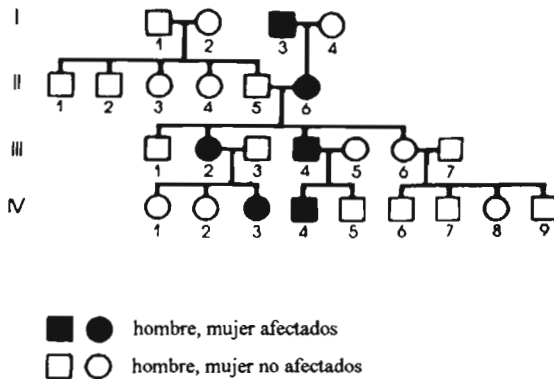 I
1 2 3 4
II
1 2 3 4 5 6
III
1 2 3 4 5 6 7
IV
1 2 3 4 5 6 7 8 9
hombre, mujer afectados
hombre, mujer no afectados